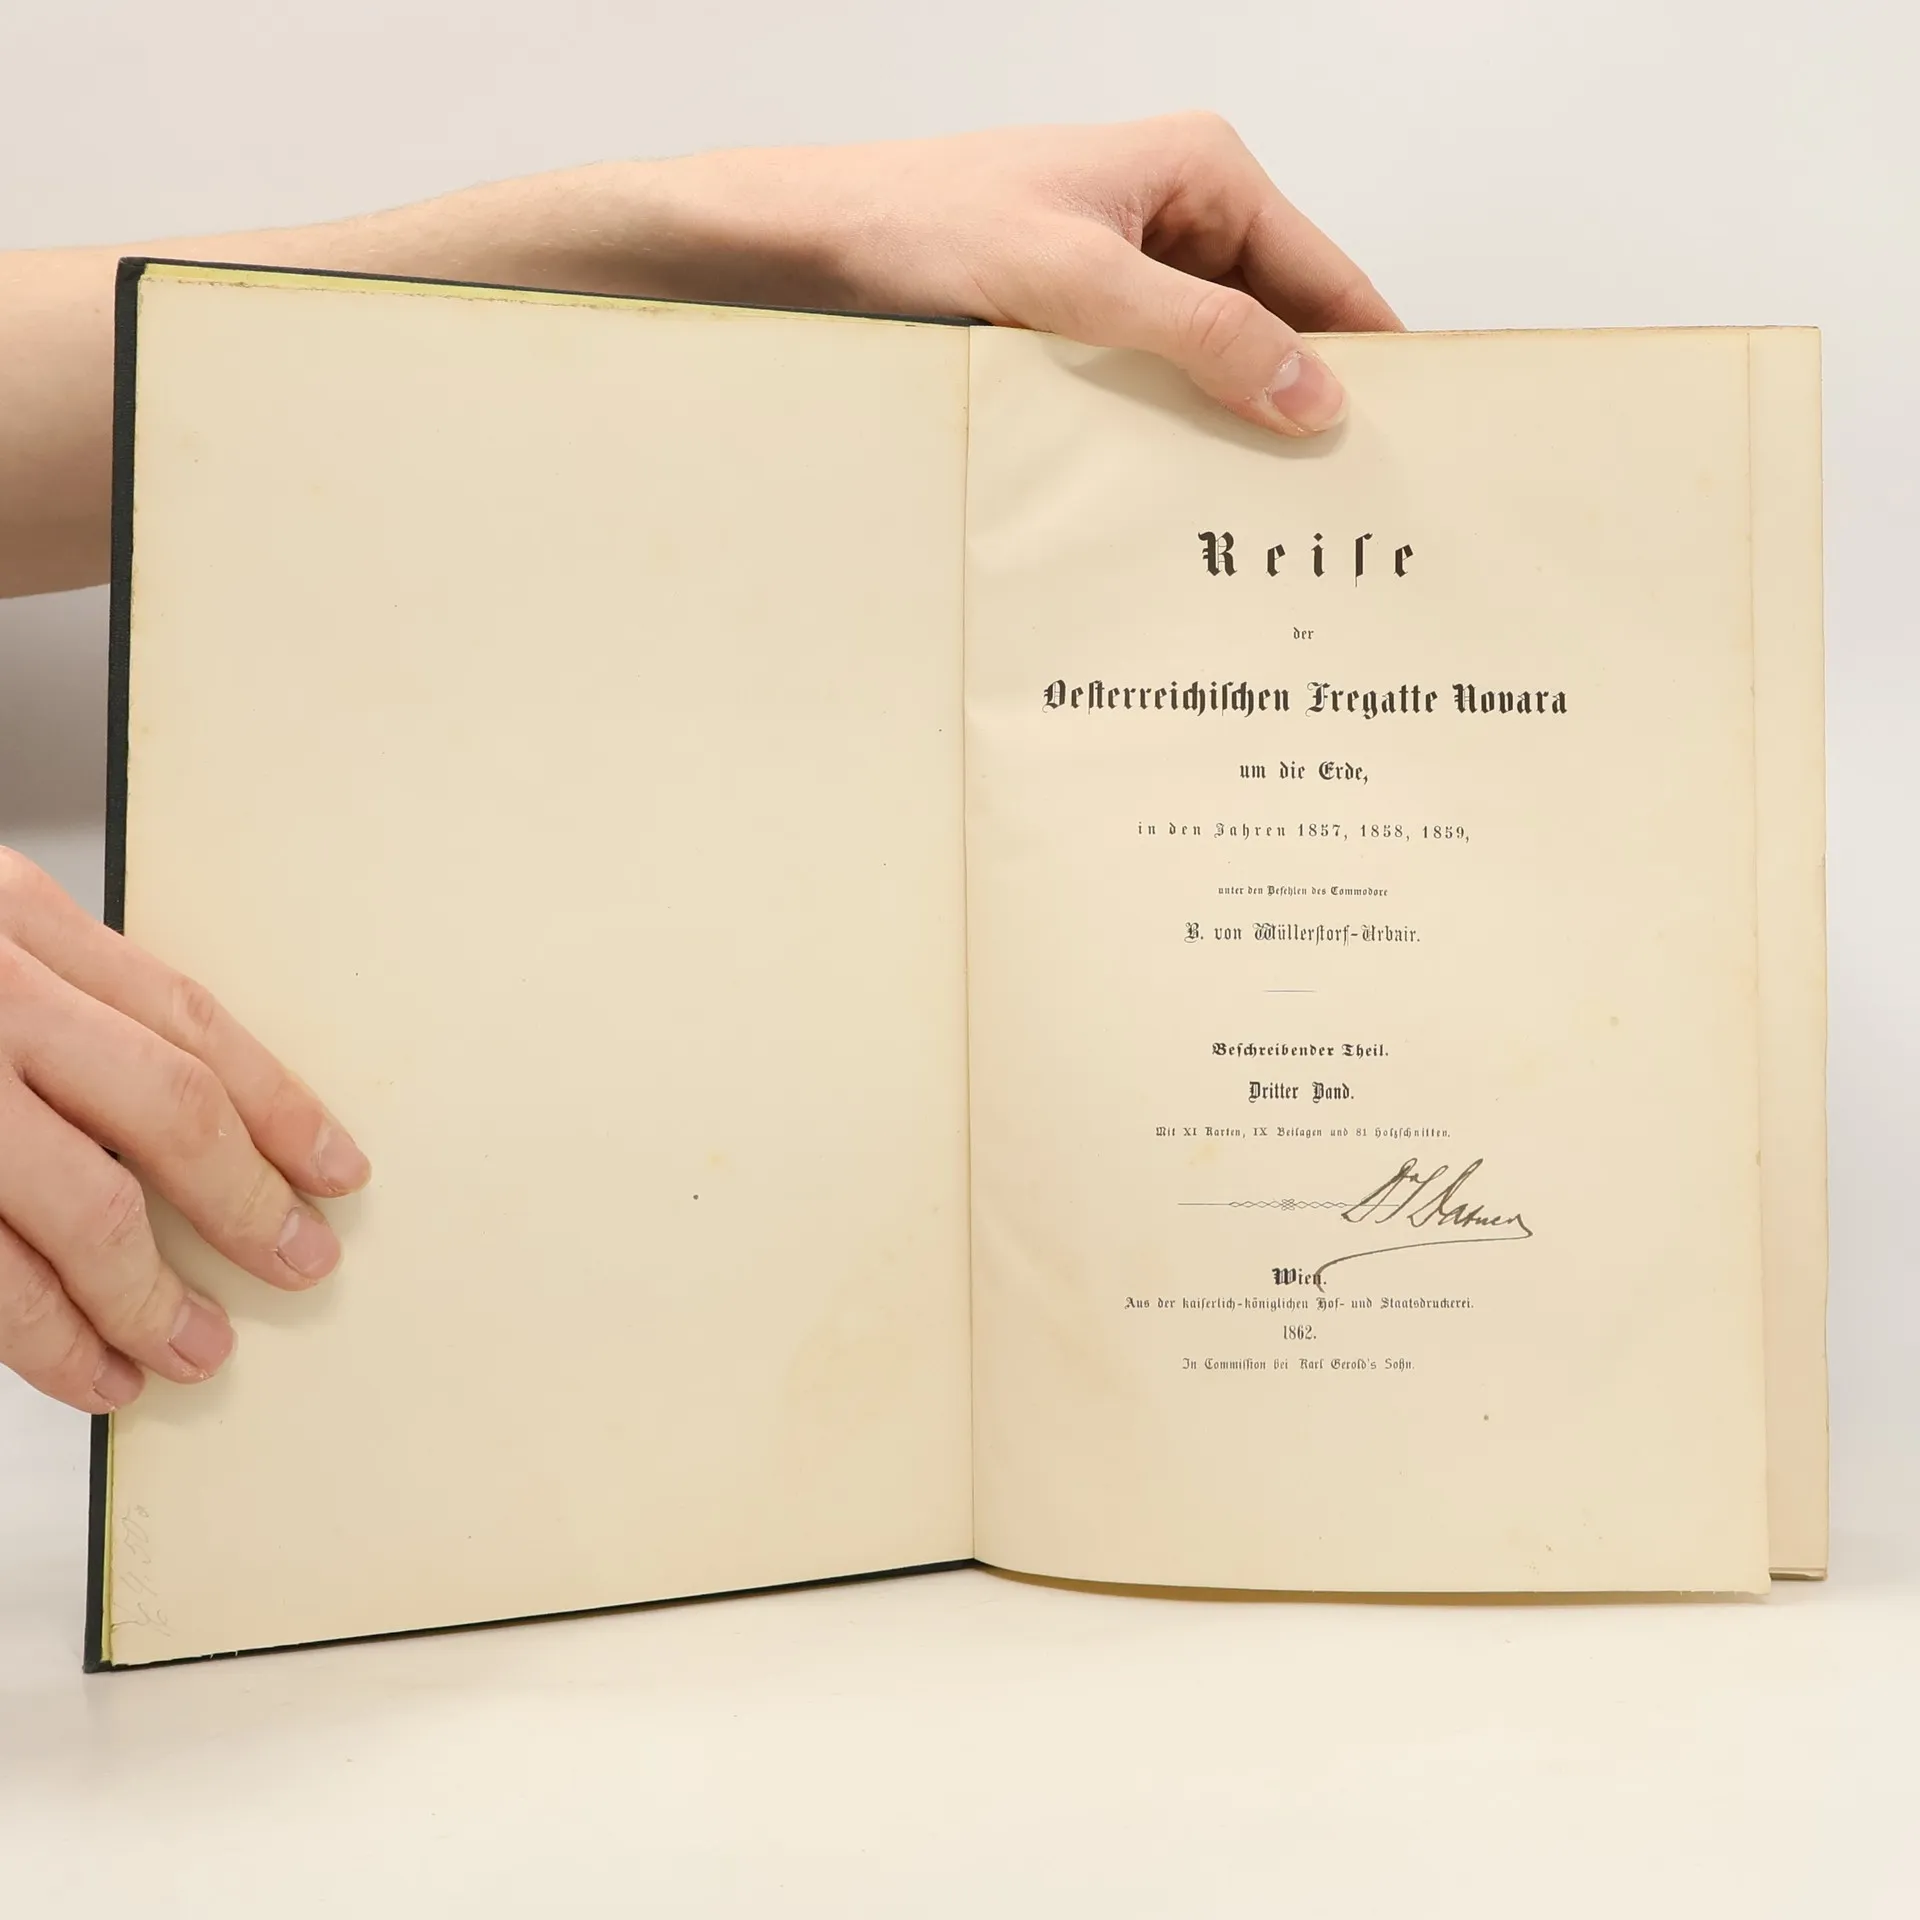 Reiſe
der
Oeſterreichiſchen Fregatte Novara
um die Erde,
in den Jahren 1857, 1858, 1859,
unter den Befehlen des Commodore
B. von Wüllerſtorf-Urbair.
Beſchreibender Theil.
Dritter Band.
Mit XI Karten, IX Beilagen und 81 Holzſchnitten.
Wien.
Aus der kaiſerlich-königlichen Hof- und Staatsdruckerei.
1862.
In Commiſſion bei Karl Gerold's Sohn.